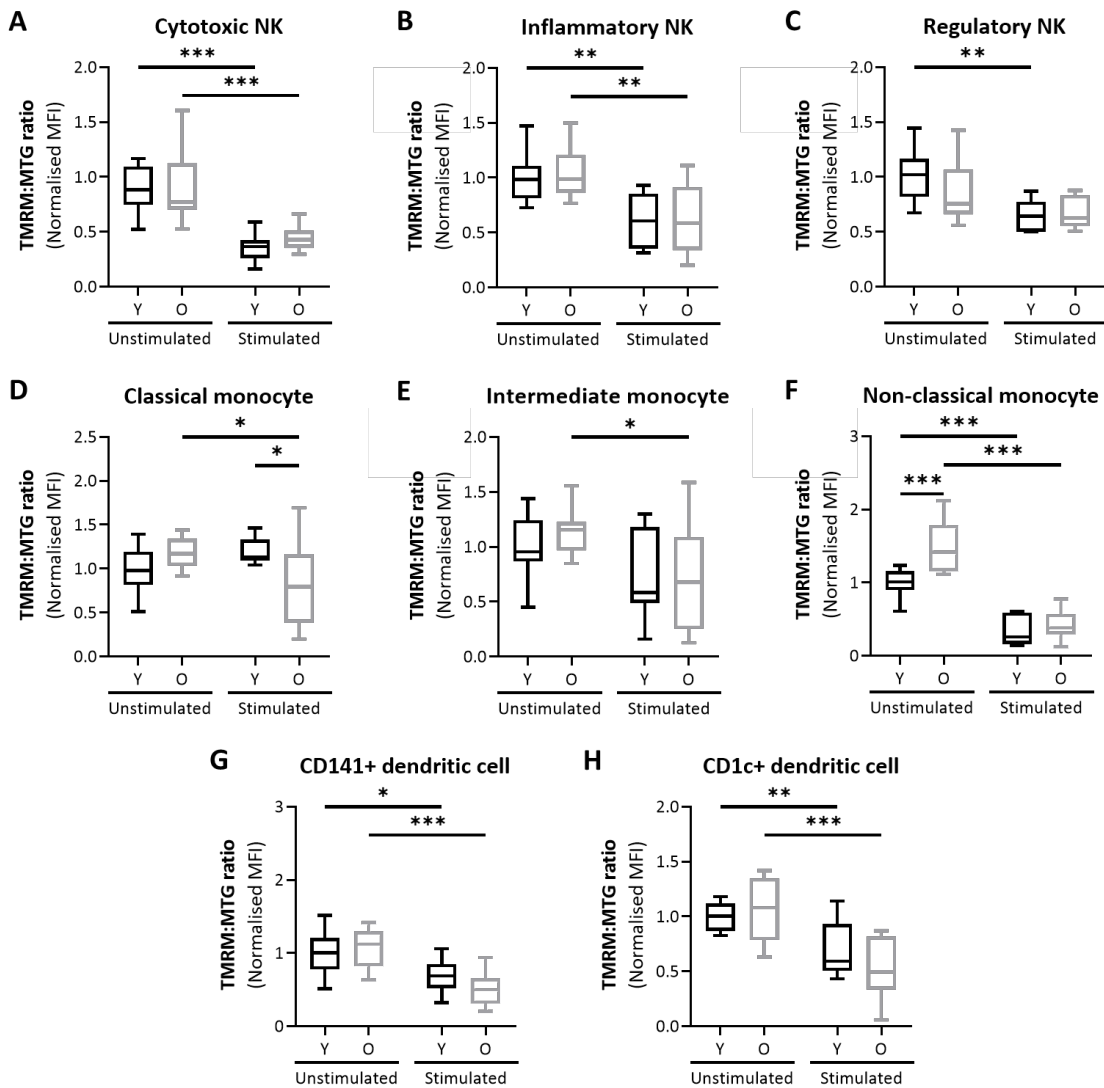 A
Cytotoxic NK
***
***
TMRM:MTG ratio
(Normalised MFI)
2.0
1.5
1.0
0.5
0.0
Y O Y O
Unstimulated Stimulated
B
Inflammatory NK
**
**
TMRM:MTG ratio
(Normalised MFI)
2.0
1.5
1.0
0.5
0.0
Y O Y O
Unstimulated Stimulated
C
Regulatory NK
**
TMRM:MTG ratio
(Normalised MFI)
2.0
1.5
1.0
0.5
0.0
Y O Y O
Unstimulated Stimulated
D
Classical monocyte
*
*
TMRM:MTG ratio
(Normalised MFI)
2.5
2.0
1.5
1.0
0.5
0.0
Y O Y O
Unstimulated Stimulated
E
Intermediate monocyte
*
TMRM:MTG ratio
(Normalised MFI)
2.0
1.5
1.0
0.5
0.0
Y O Y O
Unstimulated Stimulated
F
Non-classical monocyte
***
***
***
TMRM:MTG ratio
(Normalised MFI)
3
2
1
0
Y O Y O
Unstimulated Stimulated
G
CD141+ dendritic cell
*
***
TMRM:MTG ratio
(Normalised MFI)
3
2
1
0
Y O Y O
Unstimulated Stimulated
H
CD1c+ dendritic cell
**
***
TMRM:MTG ratio
(Normalised MFI)
2.0
1.5
1.0
0.5
0.0
Y O Y O
Unstimulated Stimulated